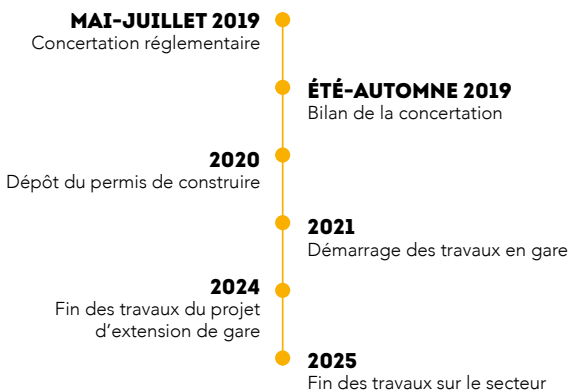 MAI-JUILLET 2019
Concertation réglementaire
ÉTÉ-AUTOMNE 2019
Bilan de la concertation
2020
Dépôt du permis de construire
2021
Démarrage des travaux en gare
2024
Fin des travaux du projet
d'extension de gare
2025
Fin des travaux sur le secteur